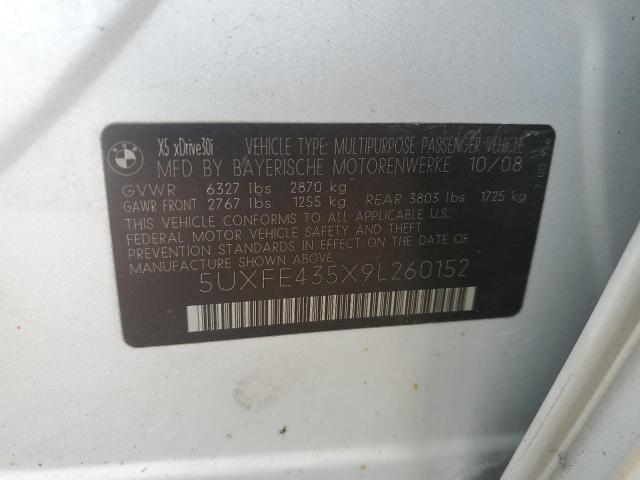 BMW
X5 xDrive30i VEHICLE TYPE: MULTIPURPOSE PASSENGER VEHICLE
MFD BY BAYERISCHE MOTORENWERKE 10/08
GVWR 6327 lbs 2870 kg
GAWR FRONT 2767 lbs 1255 kg REAR 3803 lbs 1725 kg
THIS VEHICLE CONFORMS TO ALL APPLICABLE U.S.
FEDERAL MOTOR VEHICLE SAFETY AND THEFT
PREVENTION STANDARDS IN EFFECT ON THE DATE OF
MANUFACTURE SHOWN ABOVE.
5UXFE435X9L260152